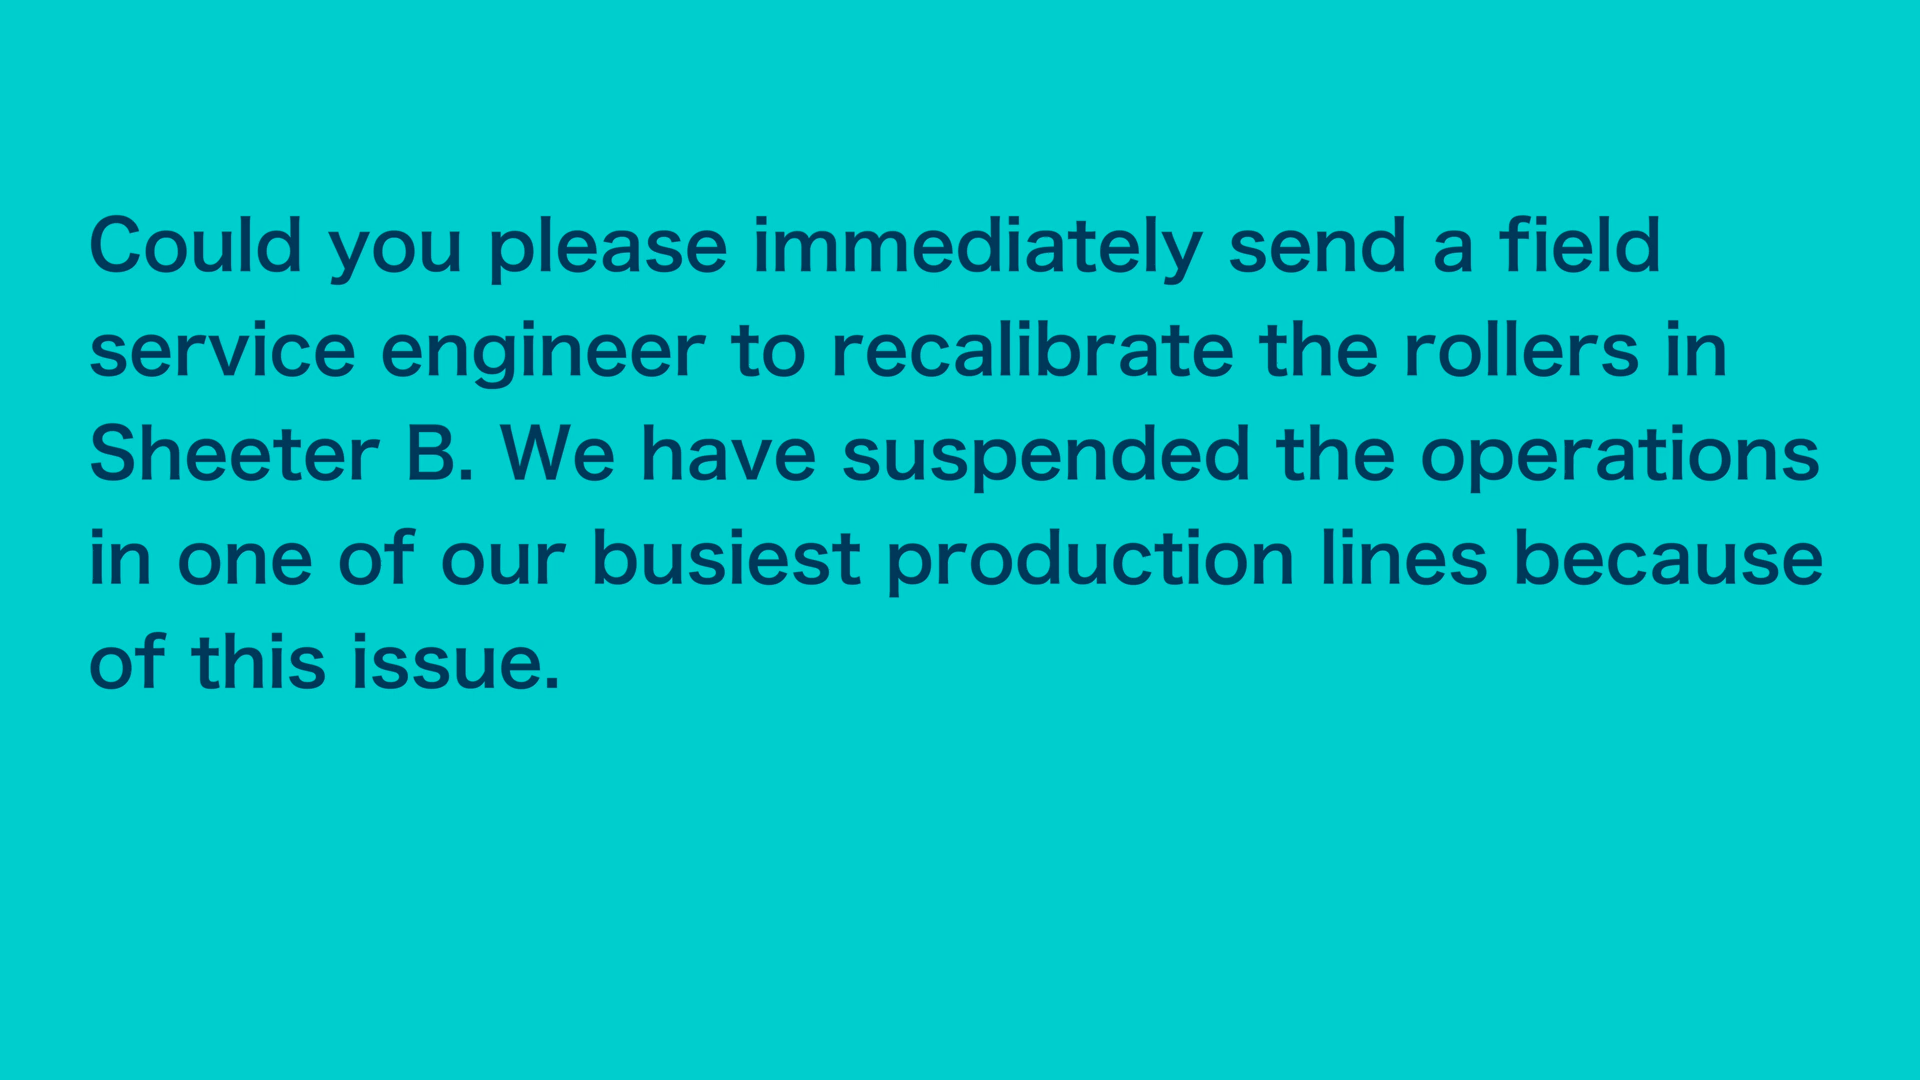 Could you please immediately send a field
service engineer to recalibrate the rollers in
Sheeter B. We have suspended the operations
in one of our busiest production lines because
of this issue.